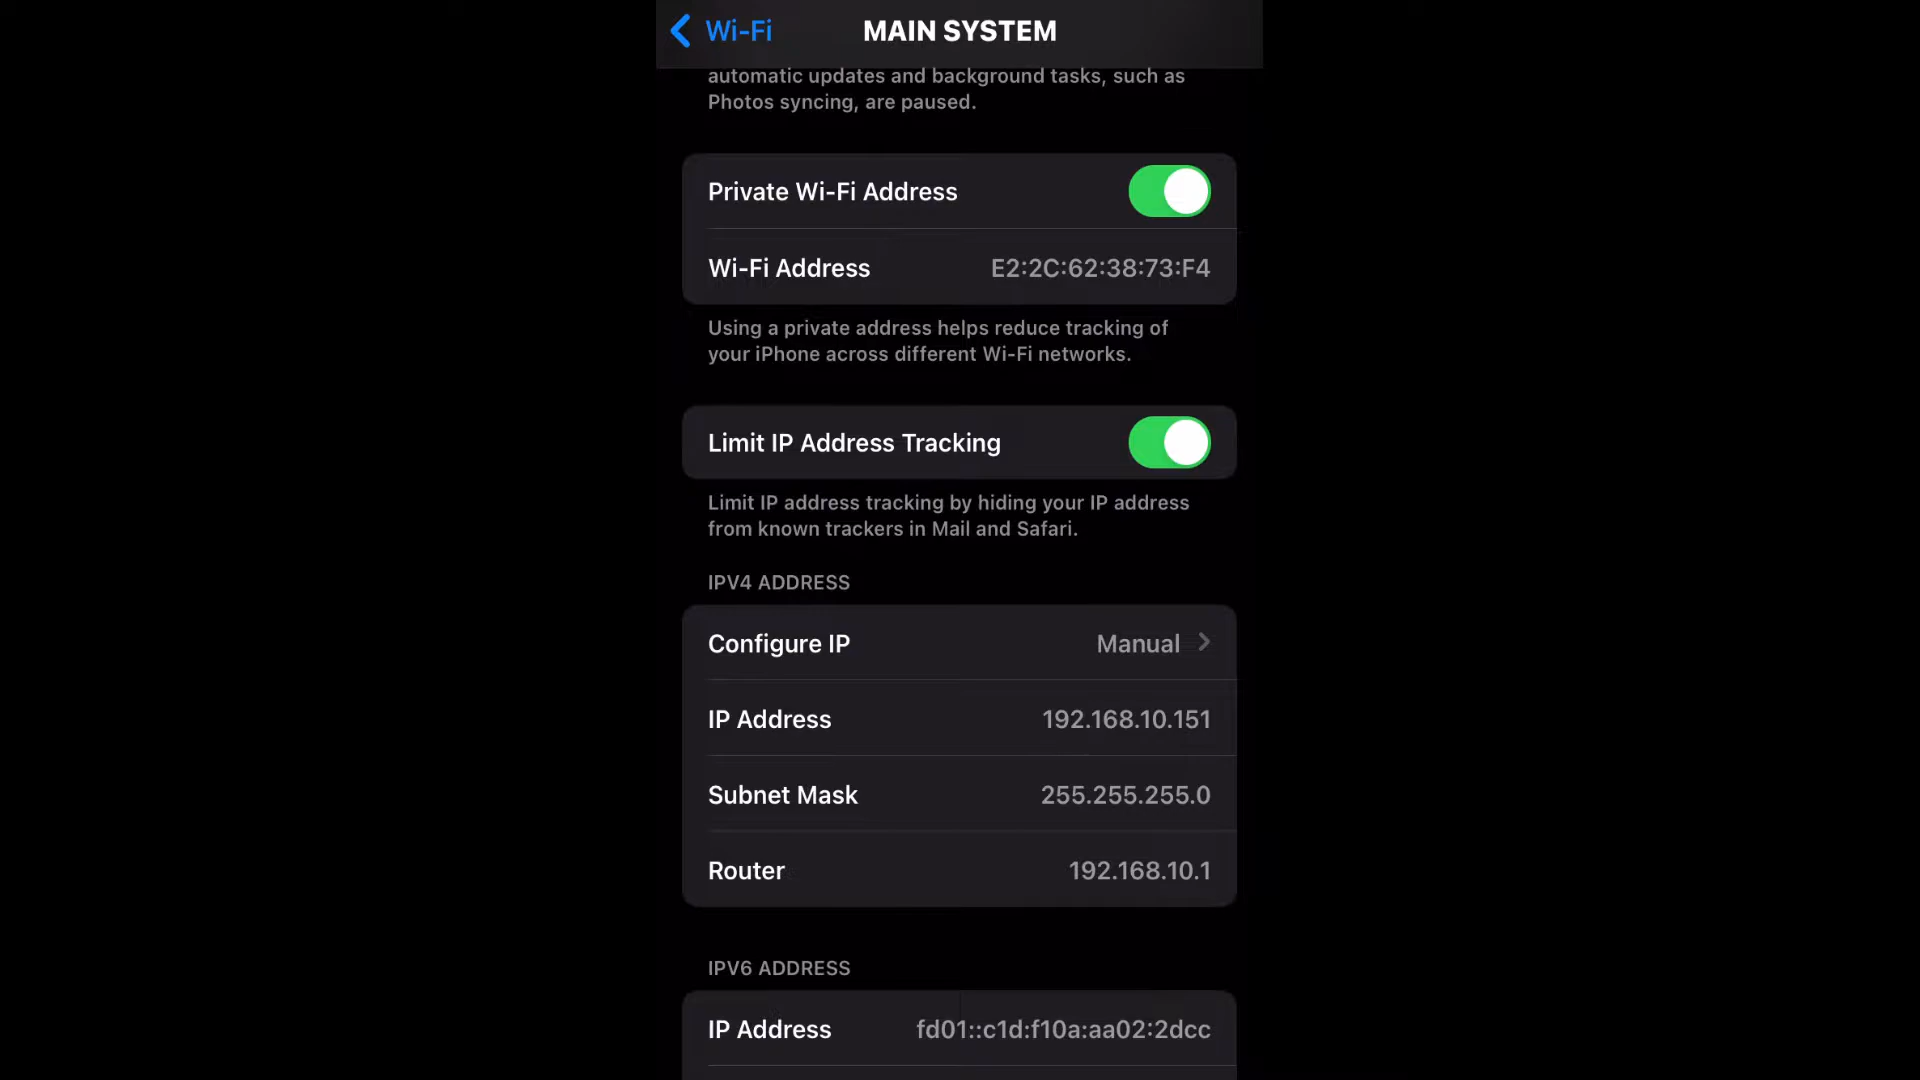 Wi-Fi
MAIN SYSTEM
automatic updates and background tasks, such as
Photos syncing, are paused.
Private Wi-Fi Address
Wi-Fi Address E2:2C:62:38:73:F4
Using a private address helps reduce tracking of
your iPhone across different Wi-Fi networks.
Limit IP Address Tracking
Limit IP address tracking by hiding your IP address
from known trackers in Mail and Safari.
IPV4 ADDRESS
Configure IP Manual
IP Address 192.168.10.151
Subnet Mask 255.255.255.0
Router 192.168.10.1
IPV6 ADDRESS
IP Address fd01::c1d:f10a:aa02:2dcc